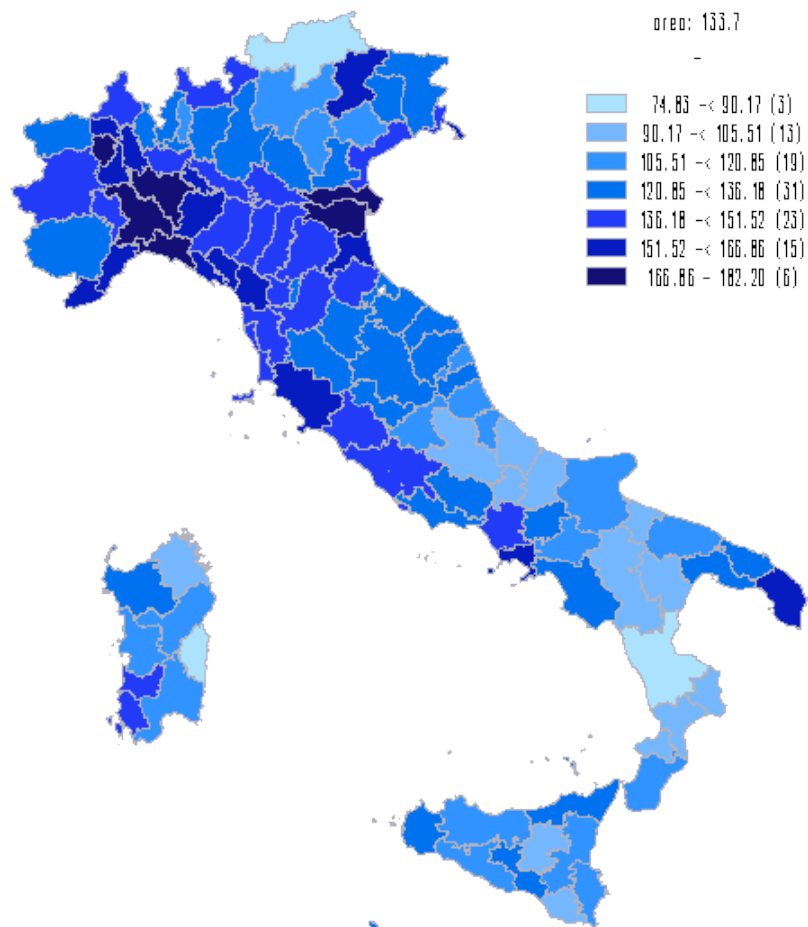 area: 133.7
-
74.83 -< 90.17 (3)
90.17 -< 105.51 (13)
105.51 -< 120.85 (19)
120.85 -< 136.18 (31)
136.18 -< 151.52 (23)
151.52 -< 166.86 (15)
166.86 - 182.20 (6)